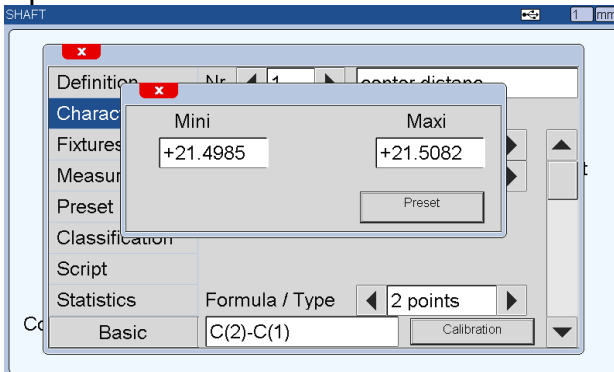 SHAFT 1 mm
x
Definition Nr 1 center distanc
x
Charac
Mini Maxi
Fixtures
+21.4985 +21.5082
Measur
Preset
Preset
Classification
Script
Statistics Formula / Type 2 points
Basic C(2)-C(1) Calibration